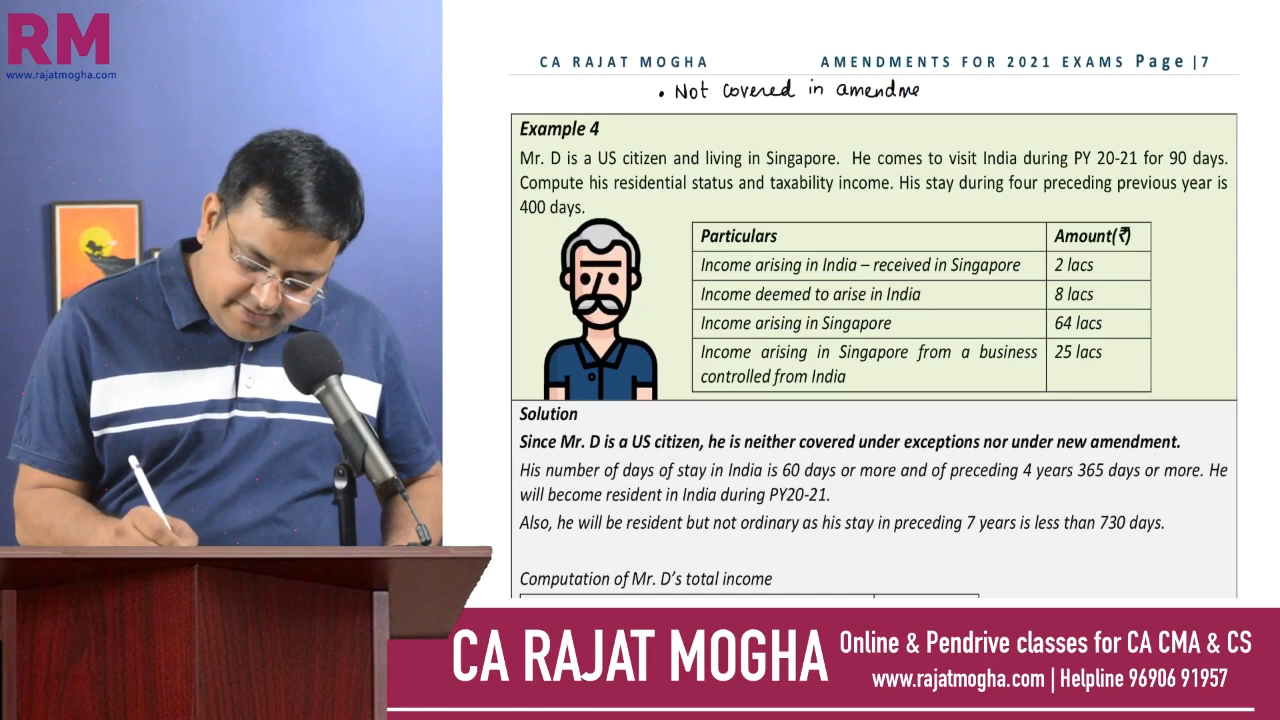 RM
www.rajatmogha.com
CA RAJAT MOGHA AMENDMENTS FOR 2021 EXAMS Page |7
• Not covered in amendme
Example 4
Mr. D is a US citizen and living in Singapore. He comes to visit India during PY 20-21 for 90 days.
Compute his residential status and taxability income. His stay during four preceding previous year is
400 days.
Particulars Amount(₹)
Income arising in India – received in Singapore 2 lacs
Income deemed to arise in India 8 lacs
Income arising in Singapore 64 lacs
Income arising in Singapore from a business 25 lacs
controlled from India
Solution
Since Mr. D is a US citizen, he is neither covered under exceptions nor under new amendment.
His number of days of stay in India is 60 days or more and of preceding 4 years 365 days or more. He
will become resident in India during PY20-21.
Also, he will be resident but not ordinary as his stay in preceding 7 years is less than 730 days.
Computation of Mr. D's total income
CA RAJAT MOGHA
Online & Pendrive classes for CA CMA & CS
www.rajatmogha.com | Helpline 96906 91957